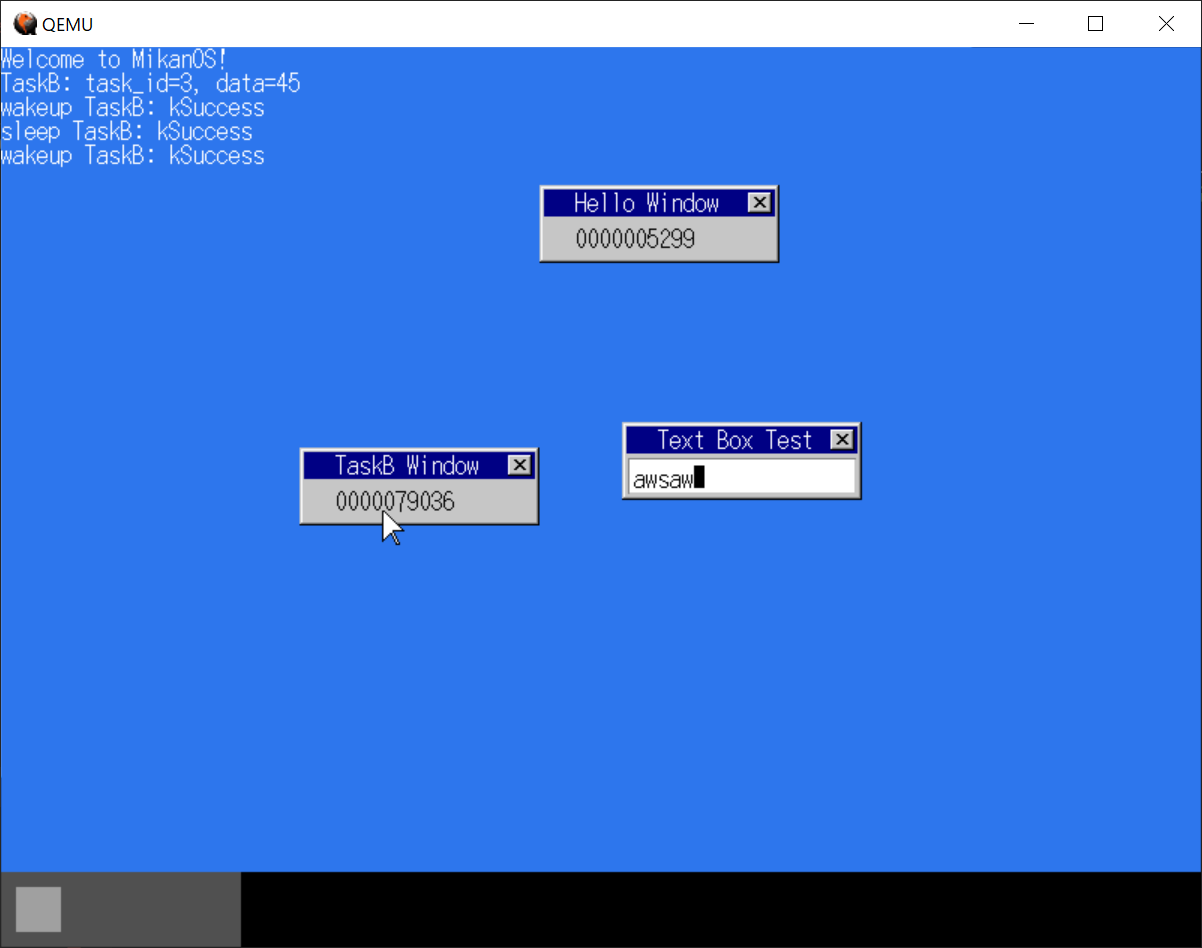 QEMU
Welcome to MikanOS!
TaskB: task_id=3, data=45
wakeup TaskB: kSuccess
sleep TaskB: kSuccess
wakeup TaskB: kSuccess
Hello Window
0000005299
Text Box Test
awsaw
TaskB Window
0000079036